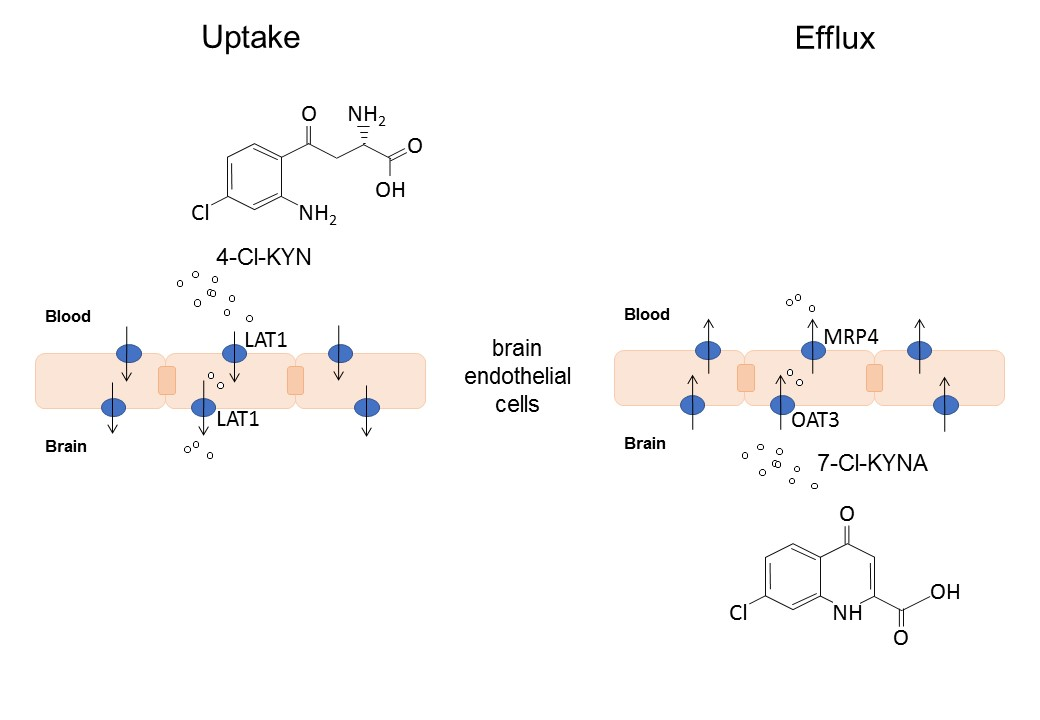 Uptake
Efflux
O
NH2
O
OH
Cl
NH2
4-Cl-KYN
Blood
LAT1
LAT1
Brain
brain
endothelial
cells
Blood
MRP4
OAT3
Brain
7-Cl-KYNA
O
Cl
NH
OH
O